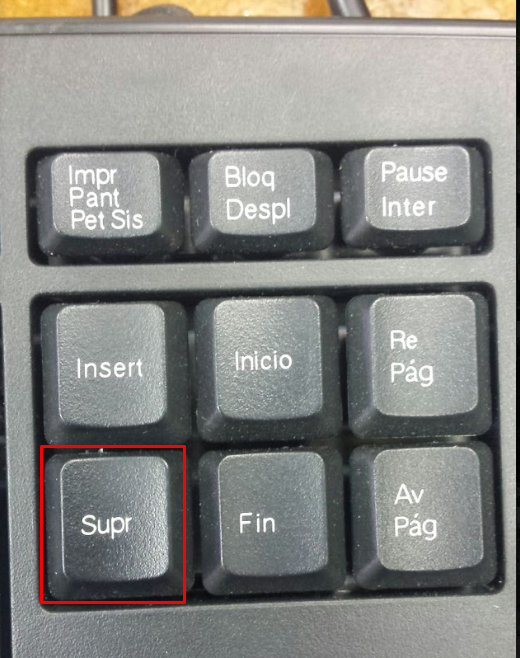 Impr
Pant
Pet Sis
Bloq
Despl
Pause
Inter
Insert
Inicio
Re
Pág
Supr
Fin
Av
Pág